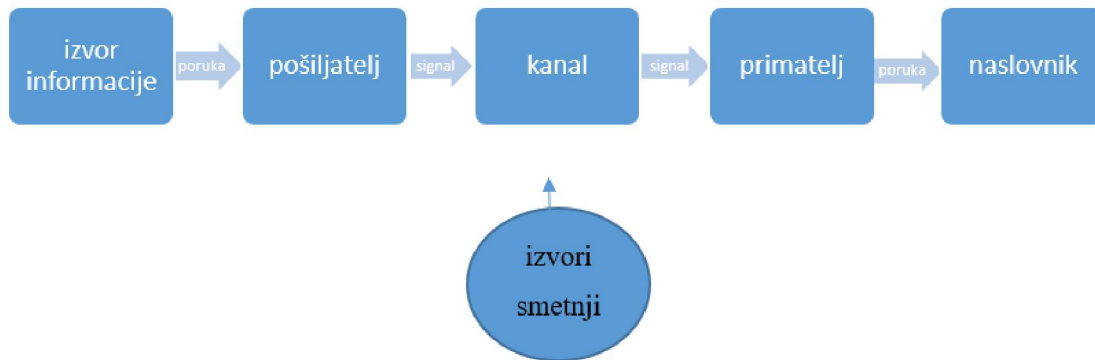 izvor
informacije
poruka
pošiljatelj
signal
kanal
signal
primatelj
poruka
naslovnik
izvori
smetnji